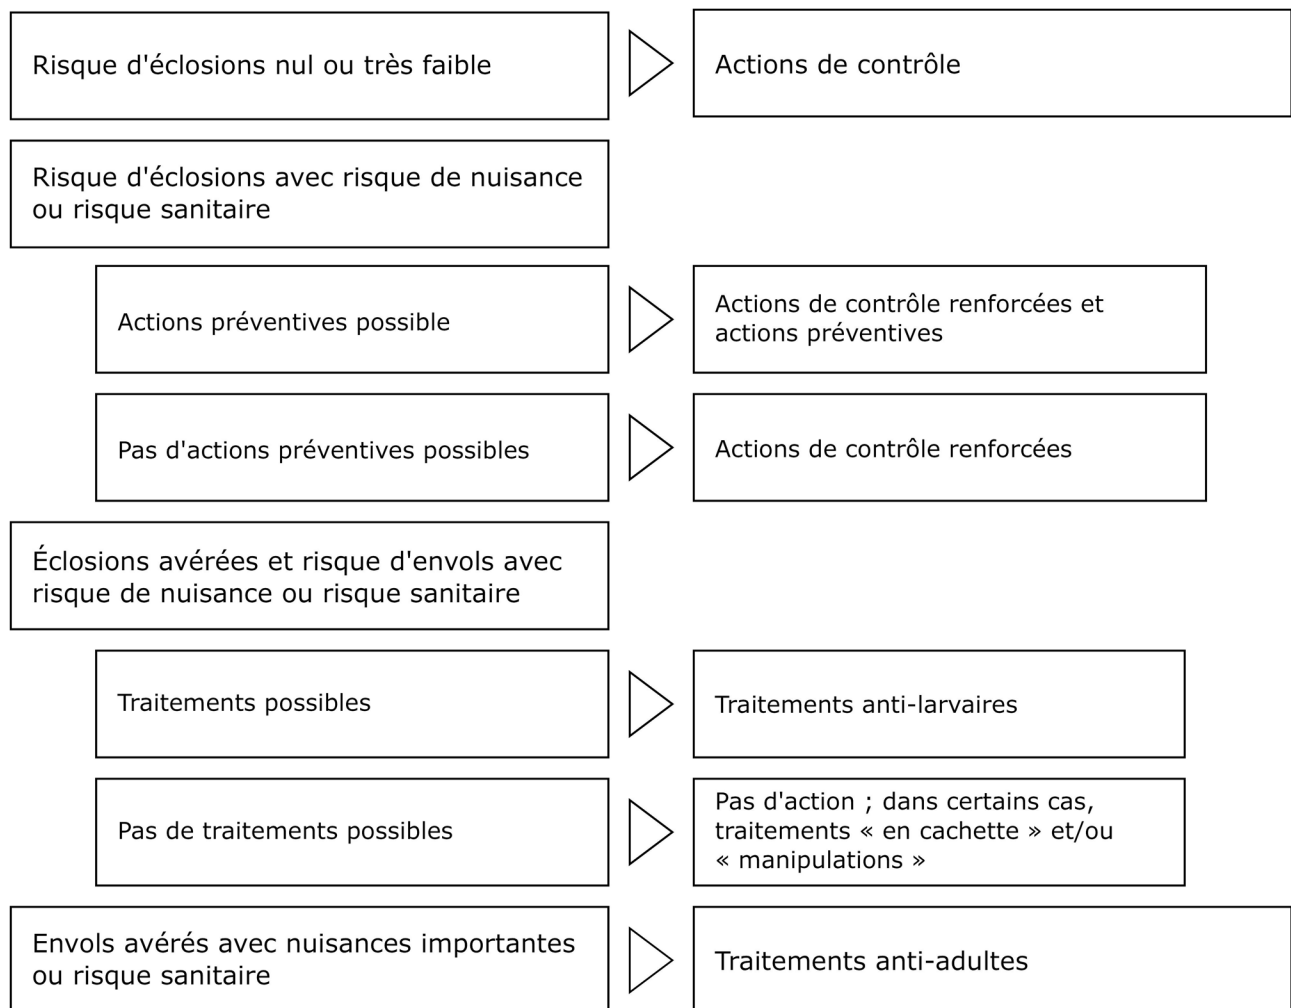 Risque d'éclosions nul ou très faible
Actions de contrôle
Risque d'éclosions avec risque de nuisance
ou risque sanitaire
Actions préventives possible
Actions de contrôle renforcées et
actions préventives
Pas d'actions préventives possibles
Actions de contrôle renforcées
Éclosions avérées et risque d'envols avec
risque de nuisance ou risque sanitaire
Traitements possibles
Traitements anti-larvaires
Pas de traitements possibles
Pas d'action ; dans certains cas,
traitements « en cachette » et/ou
« manipulations »
Envols avérés avec nuisances importantes
ou risque sanitaire
Traitements anti-adultes